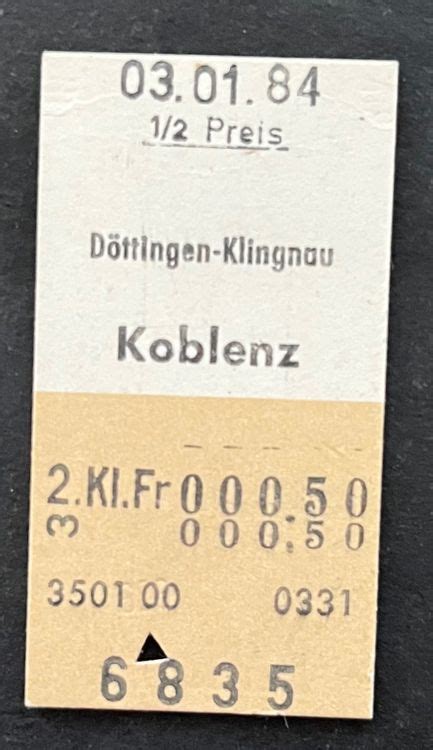 03.01.84
1/2 Preis
Döttingen-Klingnau
Koblenz
2.Kl.Fr 000.50
3 000.50
3501 00 0331
6835